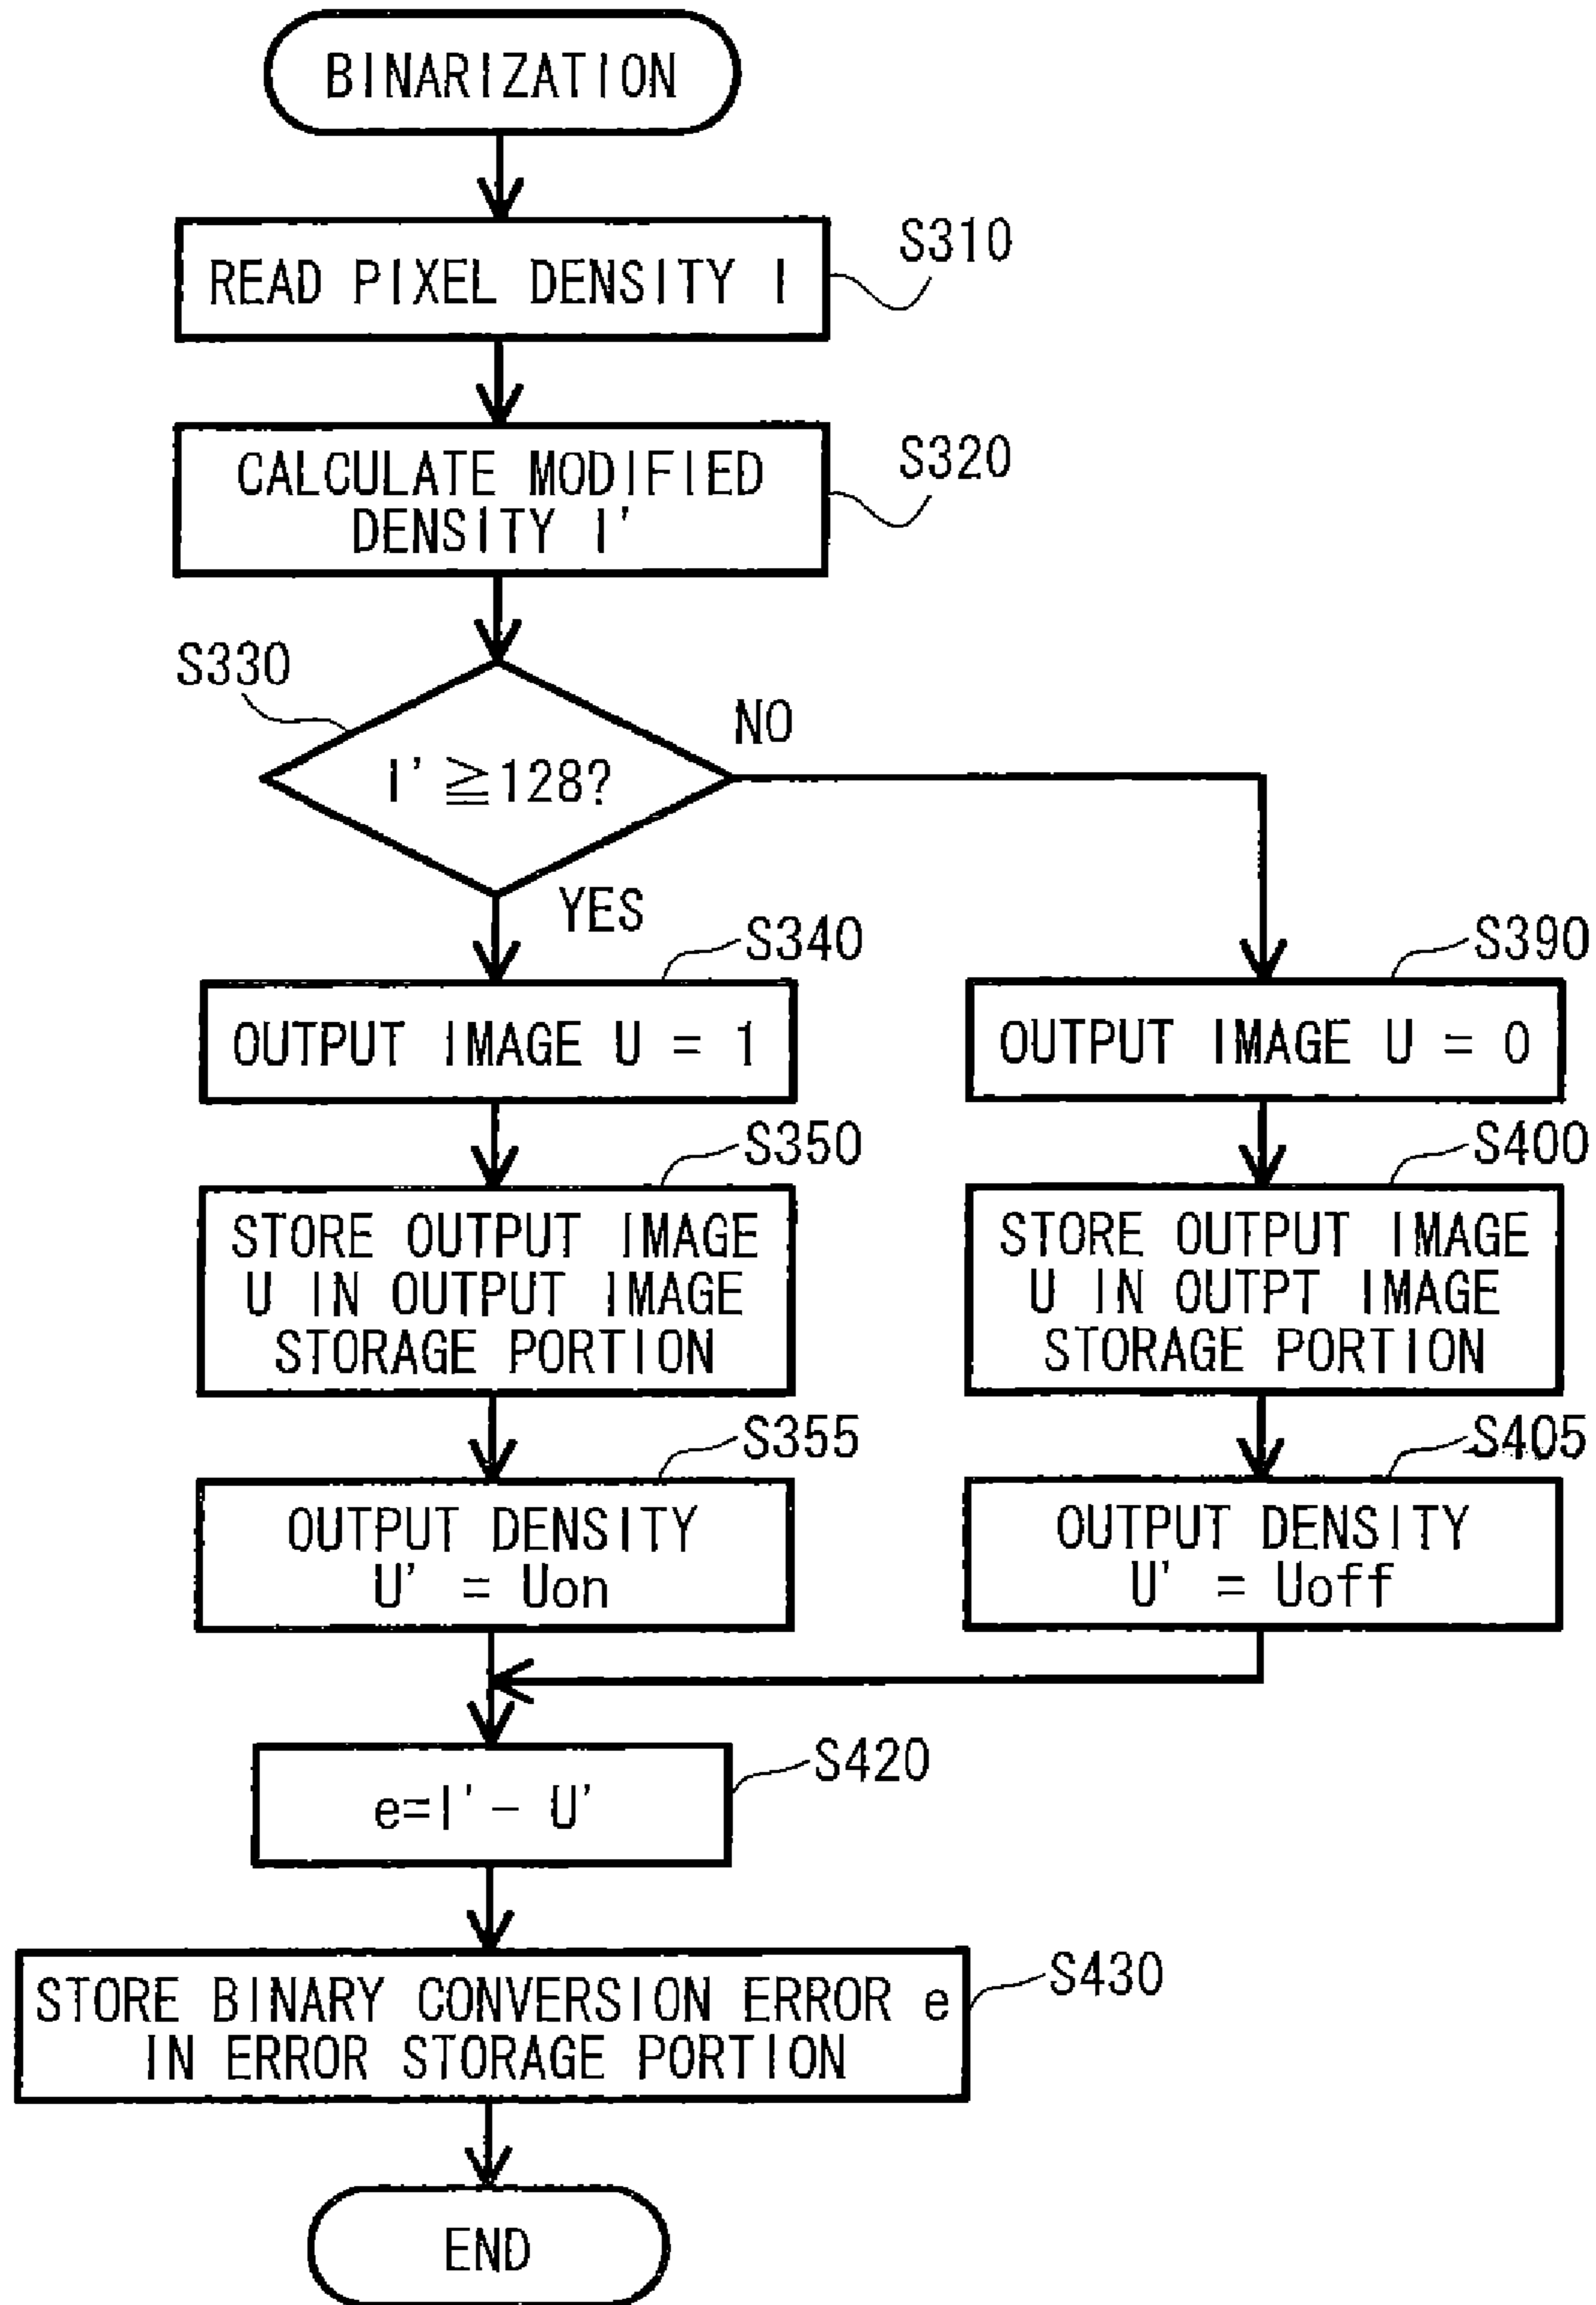 BINARIZATION
S310
READ PIXEL DENSITY I
S320
CALCULATE MODIFIED
DENSITY I'
S330
NO
I' ≧128?
YES
S340
OUTPUT IMAGE U = 1
S390
OUTPUT IMAGE U = 0
S350
STORE OUTPUT IMAGE
U IN OUTPUT IMAGE
STORAGE PORTION
S400
STORE OUTPUT IMAGE
U IN OUTPT IMAGE
STORAGE PORTION
S355
OUTPUT DENSITY
U' = Uon
S405
OUTPUT DENSITY
U' = Uoff
S420
e=I'- U'
S430
STORE BINARY CONVERSION ERROR e
IN ERROR STORAGE PORTION
END